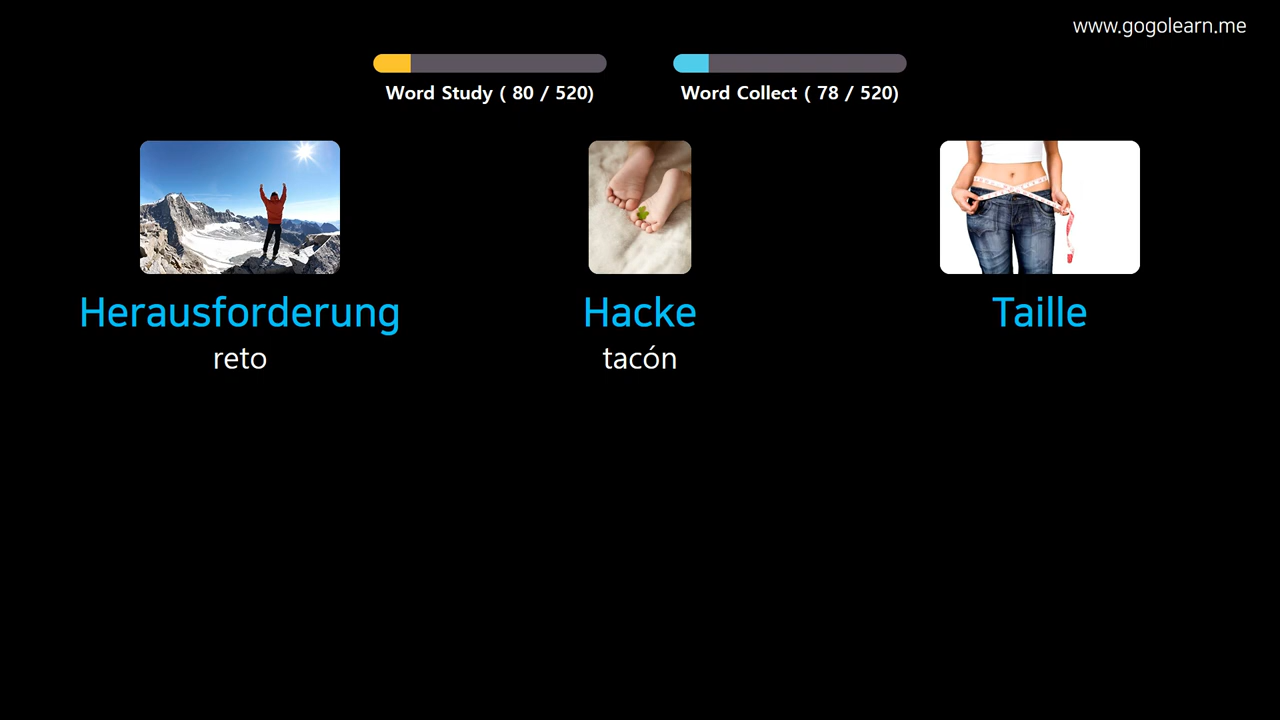 www.gogolearn.me
Word Study ( 80 / 520)
Word Collect ( 78 / 520)
Herausforderung
reto
Hacke
tacón
Taille